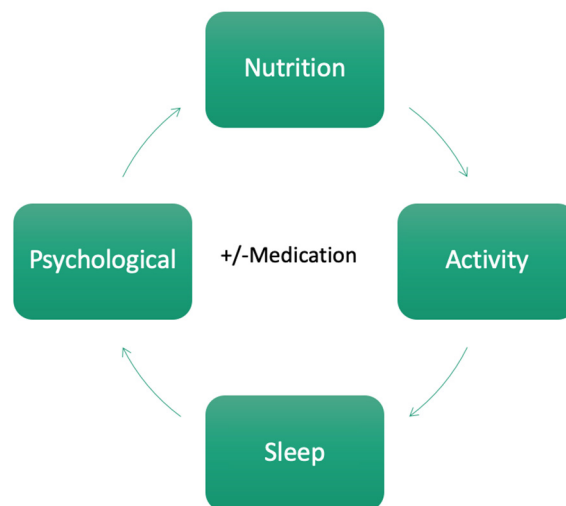 Nutrition
Psychological
+/-Medication
Activity
Sleep